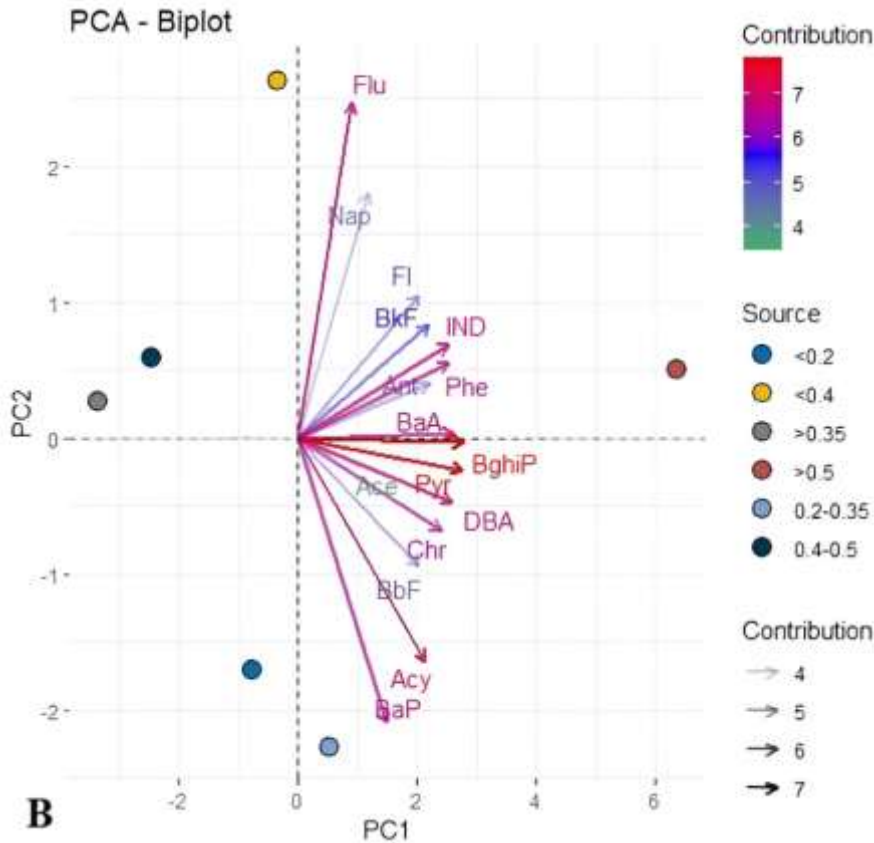 PCA - Biplot
Contribution
7
6
5
4
Flu
Nap
Fl
BkF
IND
Ant
Phe
BaA
BghiP
Pyr
Ace
DBA
Chr
BbF
Acy
BaP
2
1
0
-1
-2
PC2
-2
0
2
4
6
PC1
B
Source
<0.2
<0.4
>0.35
>0.5
0.2-0.35
0.4-0.5
Contribution
4
5
6
7